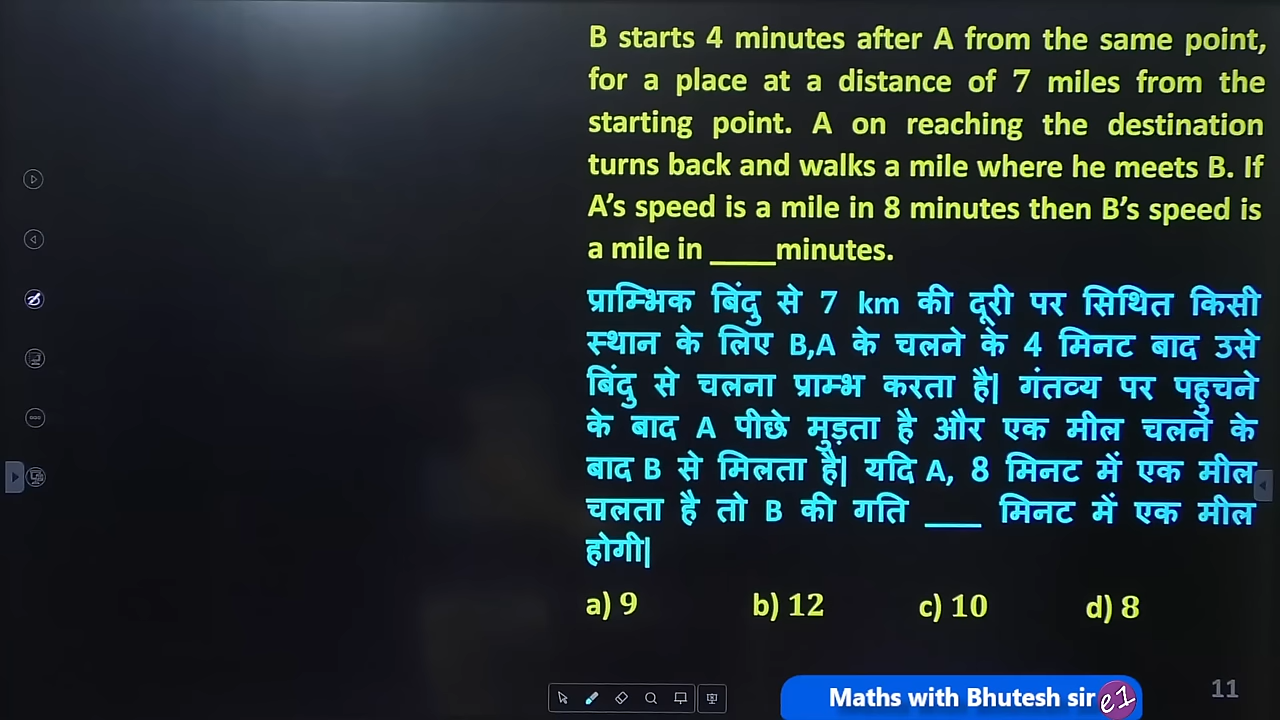 B starts 4 minutes after A from the same point,
for a place at a distance of 7 miles from the
starting point. A on reaching the destination
turns back and walks a mile where he meets B. If
A’s speed is a mile in 8 minutes then B’s speed is
a mile in ____minutes.
प्राम्भिक बिंदु से 7 km की दूरी पर सिथित किसी
स्थान के लिए B,A के चलने के 4 मिनट बाद उसे
बिंदु से चलना प्राम्भ करता है| गंतव्य पर पहुचने
के बाद A पीछे मुड़ता है और एक मील चलने के
बाद B से मिलता है| यदि A, 8 मिनट में एक मील
चलता है तो B की गति ____ मिनट में एक मील
होगी|
a) 9 b) 12 c) 10 d) 8
Maths with Bhutesh sir e1
11